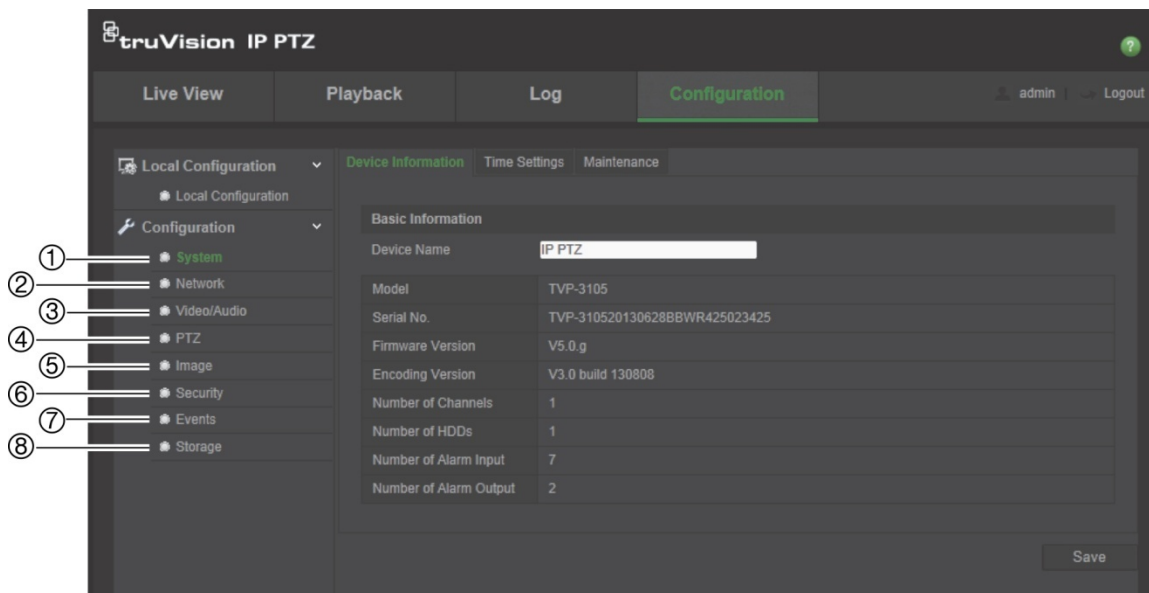 truVision IP PTZ
?
Live View Playback Log Configuration admin | Logout
Local Configuration
Local Configuration
Configuration
① System
② Network
③ Video/Audio
④ PTZ
⑤ Image
⑥ Security
⑦ Events
⑧ Storage
Device Information Time Settings Maintenance
Basic Information
Device Name IP PTZ
Model TVP-3105
Serial No. TVP-310520130628BBWR425023425
Firmware Version V5.0.g
Encoding Version V3.0 build 130808
Number of Channels 1
Number of HDDs 1
Number of Alarm Input 7
Number of Alarm Output 2
Save